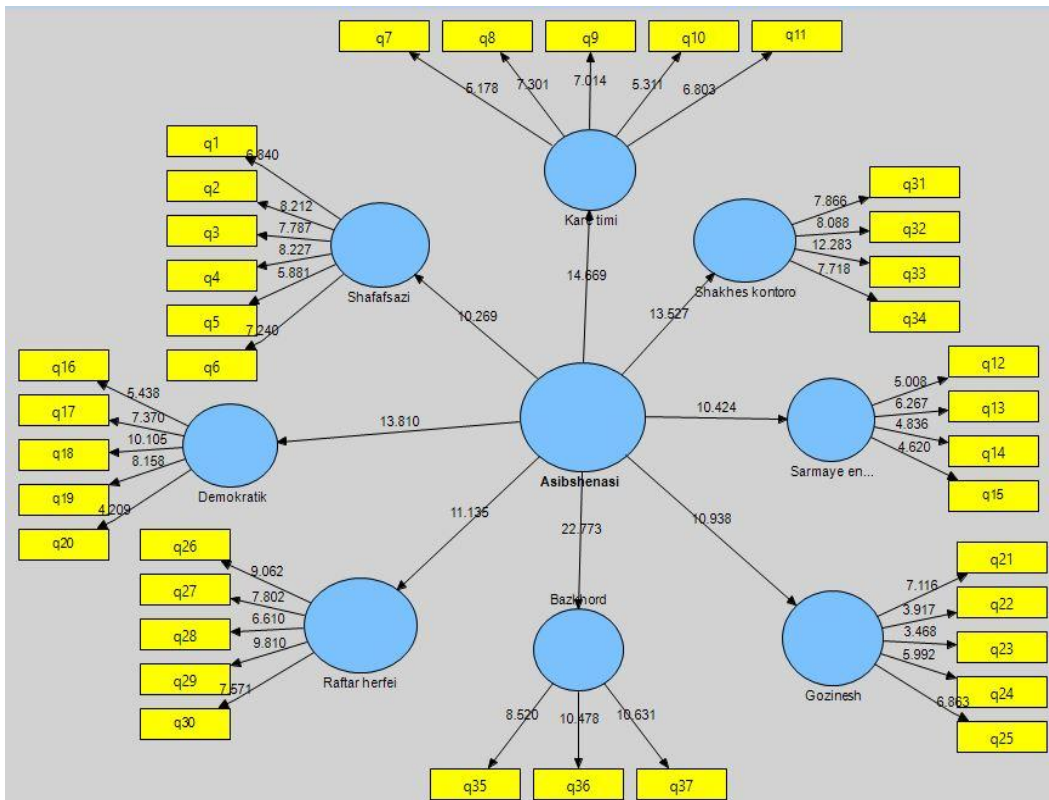 q7
q8
q9
q10
q11
5.178
7.301
7.014
5.311
6.803
Kare timi
q1
q2
q3
q4
q5
q6
6.840
8.212
7.787
8.227
5.881
7.240
Shafafsazi
q31
q32
q33
q34
7.866
8.088
12.283
7.718
Shakhes kontoro
14.669
10.269
13.527
q16
q17
q18
q19
q20
5.438
7.370
10.105
8.158
4.209
Demokratik
13.810
Asibshenasi
10.424
q12
q13
q14
q15
5.008
6.267
4.836
4.620
Sarmaye en...
11.135
22.773
10.938
q26
q27
q28
q29
q30
9.062
7.802
6.610
9.810
7.571
Raftar herfei
Bazkhord
8.520
10.478
10.631
q35
q36
q37
q21
q22
q23
q24
q25
7.116
3.917
3.468
5.992
6.863
Gozinesh